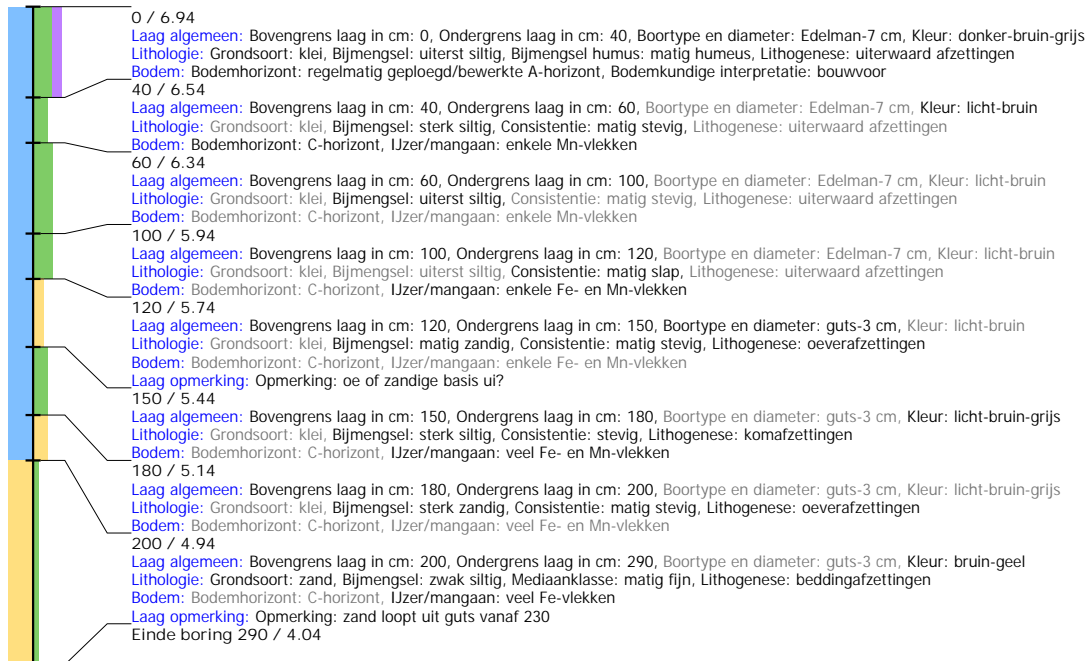 0 / 6.94
Laag algemeen: Bovengrens laag in cm: 0, Ondergrens laag in cm: 40, Boortype en diameter: Edelman-7 cm, Kleur: donker-bruin-grijs
Lithologie: Grondsoort: klei, Bijmengsel: uiterst siltig, Bijmengsel humus: matig humeus, Lithogenese: uiterwaard afzettingen
Bodem: Bodemhorizont: regelmatig geploegd/bewerkte A-horizont, Bodemkundige interpretatie: bouwvoor
40 / 6.54
Laag algemeen: Bovengrens laag in cm: 40, Ondergrens laag in cm: 60, Boortype en diameter: Edelman-7 cm, Kleur: licht-bruin
Lithologie: Grondsoort: klei, Bijmengsel: sterk siltig, Consistentie: matig stevig, Lithogenese: uiterwaard afzettingen
Bodem: Bodemhorizont: C-horizont, IJzer/mangaan: enkele Mn-vlekken
60 / 6.34
Laag algemeen: Bovengrens laag in cm: 60, Ondergrens laag in cm: 100, Boortype en diameter: Edelman-7 cm, Kleur: licht-bruin
Lithologie: Grondsoort: klei, Bijmengsel: uiterst siltig, Consistentie: matig stevig, Lithogenese: uiterwaard afzettingen
Bodem: Bodemhorizont: C-horizont, IJzer/mangaan: enkele Mn-vlekken
100 / 5.94
Laag algemeen: Bovengrens laag in cm: 100, Ondergrens laag in cm: 120, Boortype en diameter: Edelman-7 cm, Kleur: licht-bruin
Lithologie: Grondsoort: klei, Bijmengsel: uiterst siltig, Consistentie: matig slap, Lithogenese: uiterwaard afzettingen
Bodem: Bodemhorizont: C-horizont, IJzer/mangaan: enkele Fe- en Mn-vlekken
120 / 5.74
Laag algemeen: Bovengrens laag in cm: 120, Ondergrens laag in cm: 150, Boortype en diameter: guts-3 cm, Kleur: licht-bruin
Lithologie: Grondsoort: klei, Bijmengsel: matig zandig, Consistentie: matig stevig, Lithogenese: oeverafzettingen
Bodem: Bodemhorizont: C-horizont, IJzer/mangaan: enkele Fe- en Mn-vlekken
Laag opmerking: Opmerking: oe of zandige basis ui?
150 / 5.44
Laag algemeen: Bovengrens laag in cm: 150, Ondergrens laag in cm: 180, Boortype en diameter: guts-3 cm, Kleur: licht-bruin-grijs
Lithologie: Grondsoort: klei, Bijmengsel: sterk siltig, Consistentie: stevig, Lithogenese: komafzettingen
Bodem: Bodemhorizont: C-horizont, IJzer/mangaan: veel Fe- en Mn-vlekken
180 / 5.14
Laag algemeen: Bovengrens laag in cm: 180, Ondergrens laag in cm: 200, Boortype en diameter: guts-3 cm, Kleur: licht-bruin-grijs
Lithologie: Grondsoort: klei, Bijmengsel: sterk zandig, Consistentie: matig stevig, Lithogenese: oeverafzettingen
Bodem: Bodemhorizont: C-horizont, IJzer/mangaan: veel Fe- en Mn-vlekken
200 / 4.94
Laag algemeen: Bovengrens laag in cm: 200, Ondergrens laag in cm: 290, Boortype en diameter: guts-3 cm, Kleur: bruin-geel
Lithologie: Grondsoort: zand, Bijmengsel: zwak siltig, Mediaanklasse: matig fijn, Lithogenese: beddingafzettingen
Bodem: Bodemhorizont: C-horizont, IJzer/mangaan: veel Fe-vlekken
Laag opmerking: Opmerking: zand loopt uit guts vanaf 230
Einde boring 290 / 4.04